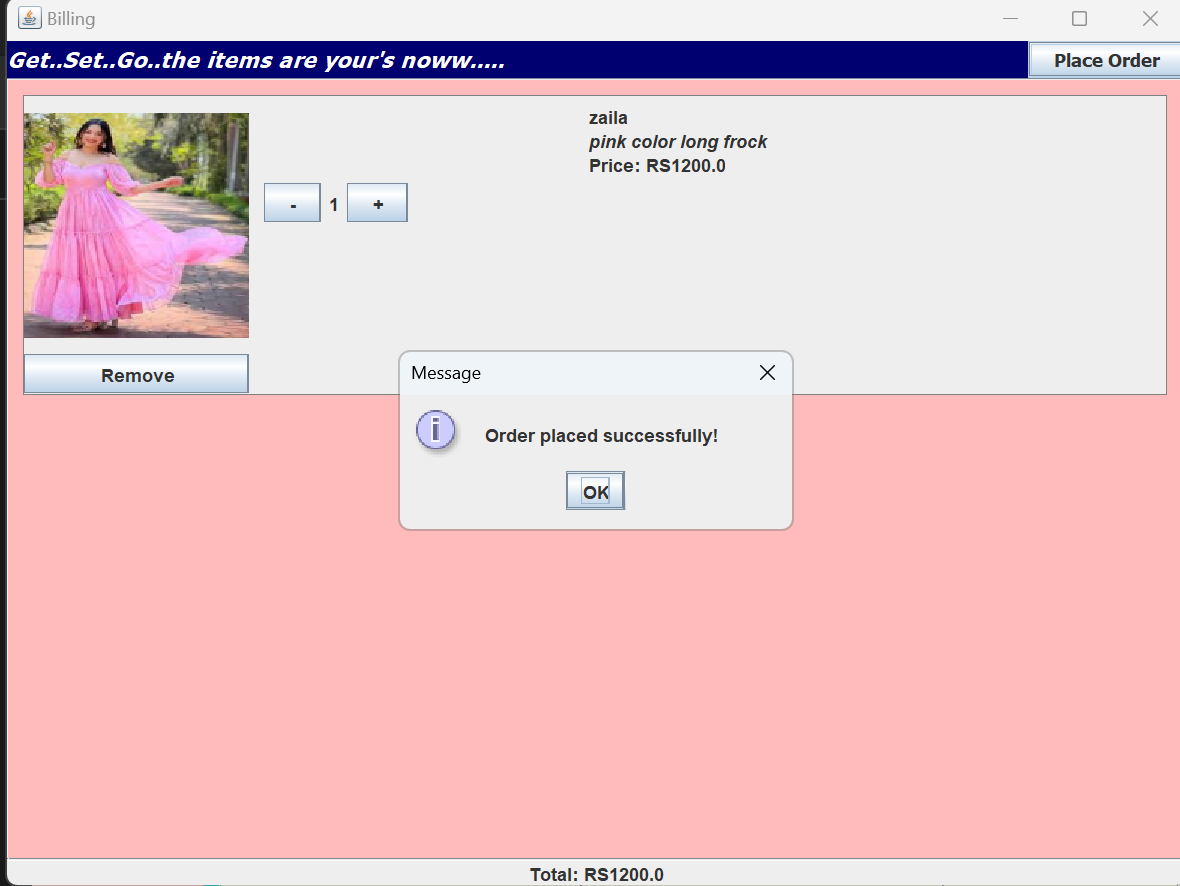 Billing
Get..Set..Go..the items are your's noww.....
Place Order
zaila
pink color long frock
Price: RS1200.0
- 1 +
Remove
Message
i
Order placed successfully!
OK
Total: RS1200.0